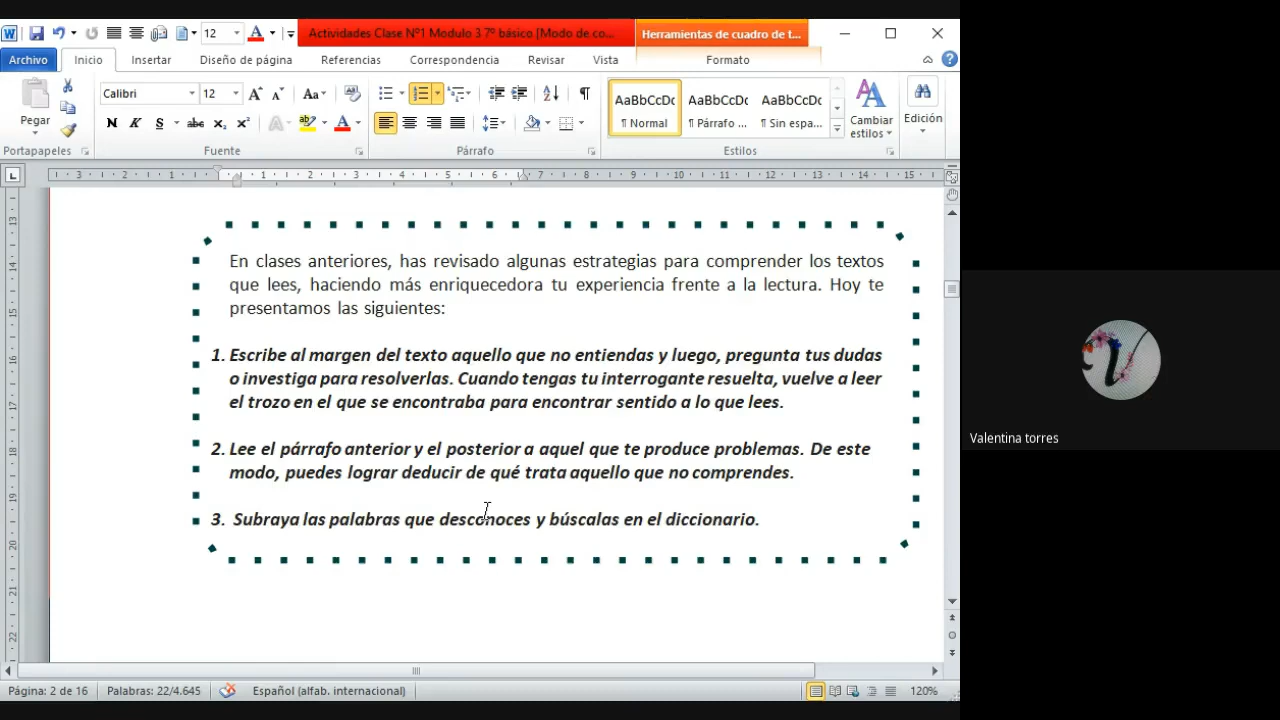 12
Actividades Clase Nº1 Modulo 3 7º básico [Modo de co...
Herramientas de cuadro de t...
Archivo
Inicio
Insertar
Diseño de página
Referencias
Correspondencia
Revisar
Vista
Formato
Pegar
Calibri
12
Portapapeles
Fuente
Párrafo
AaBbCcDc
AaBbCcDc
AaBbCcDc
¶ Normal
¶ Párrafo ...
¶ Sin espa...
Cambiar
estilos
Edición
Estilos
En clases anteriores, has revisado algunas estrategias para comprender los textos
que lees, haciendo más enriquecedora tu experiencia frente a la lectura. Hoy te
presentamos las siguientes:
1. Escribe al margen del texto aquello que no entiendas y luego, pregunta tus dudas
o investiga para resolverlas. Cuando tengas tu interrogante resuelta, vuelve a leer
el trozo en el que se encontraba para encontrar sentido a lo que lees.
2. Lee el párrafo anterior y el posterior a aquel que te produce problemas. De este
modo, puedes lograr deducir de qué trata aquello que no comprendes.
3. Subraya las palabras que desconoces y búscalas en el diccionario.
Valentina torres
Página: 2 de 16
Palabras: 22/4.645
Español (alfab. internacional)
120%